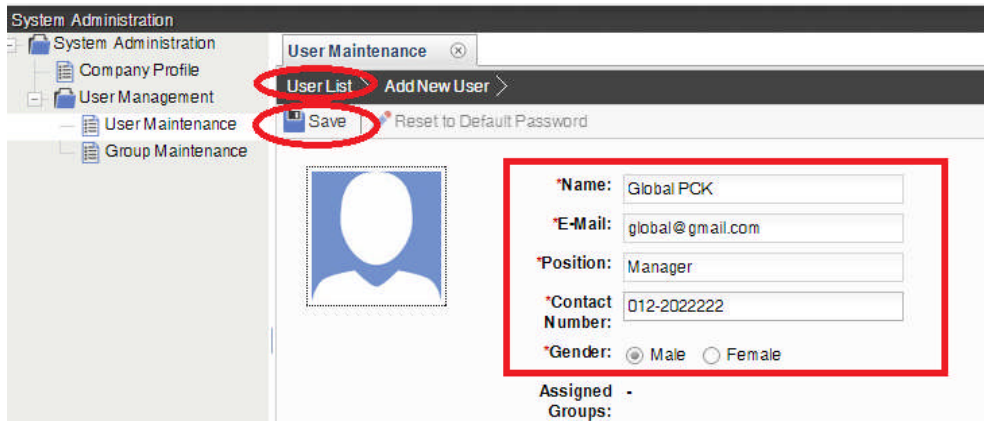 System Administration
System Administration
Company Profile
User Management
User Maintenance
Group Maintenance
User Maintenance
User List > Add New User >
Save Reset to Default Password
*Name: Global PCK
*E-Mail: global@gmail.com
*Position: Manager
*Contact Number: 012-2022222
*Gender: Male Female
Assigned Groups: -